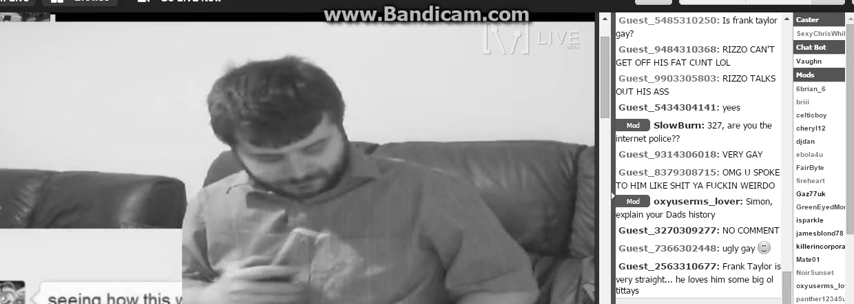 www.Bandicam.com
LIVE
seeing how this
Guest_5485310250: Is frank taylor
gay?
Guest_9484310368: RIZZO CAN'T
GET OFF HIS FAT CUNT LOL
Guest_9903305803: RIZZO TALKS
OUT HIS ASS
Guest_5434304141: yees
Mod SlowBurn: 327, are you the
internet police??
Guest_9314306018: VERY GAY
Guest_8379308715: OMG U SPOKE
TO HIM LIKE SHIT YA FUCKIN WEIRDO
Mod oxyuserms_lover: Simon,
explain your Dads history
Guest_3270309277: NO COMMENT
Guest_7366302448: ugly gay
Guest_2563310677: Frank Taylor is
very straight... he loves him some big ol
tittays
Caster
SexyChrisWhi
Chat Bot
Vaughn
Mods
6brian_6
briii
celticboy
cheryl12
djdan
ebola4u
FairByte
fireheart
Gaz77uk
GreenEyedMo
isparkle
jamesblond78
killerincorpora
Mate01
NoirSunset
oxyuserms_lo
panther12345